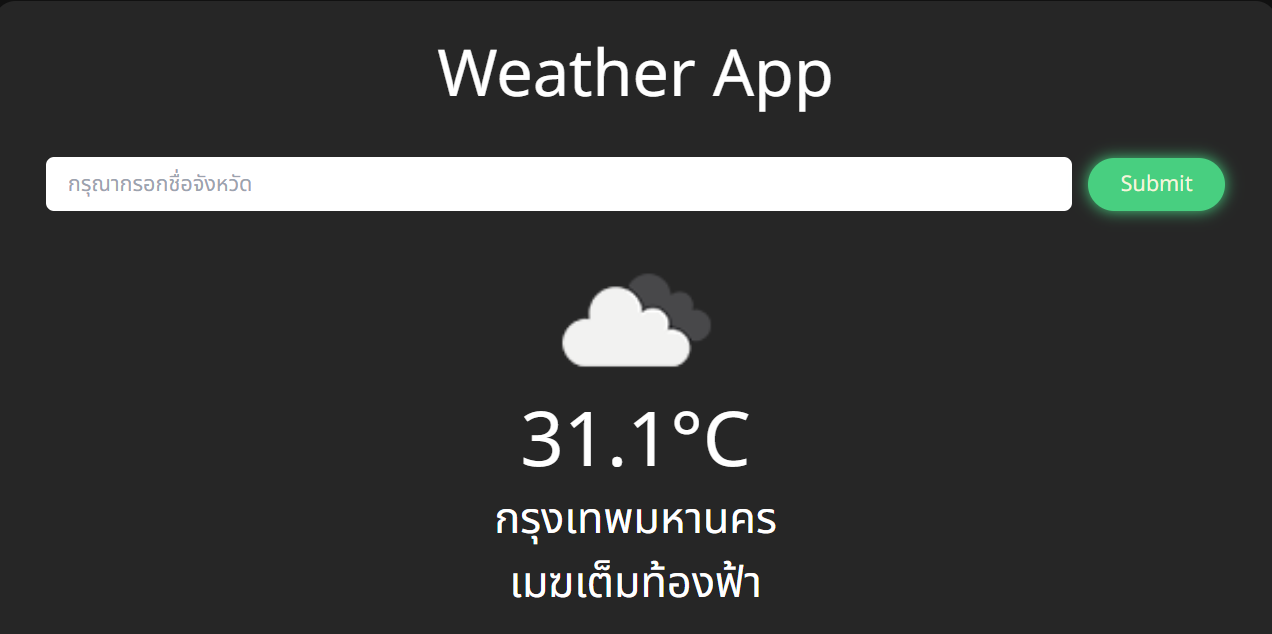 Weather App
กรุณากรอกชื่อจังหวัด
Submit
31.1°C
กรุงเทพมหานคร
เมฆเต็มท้องฟ้า